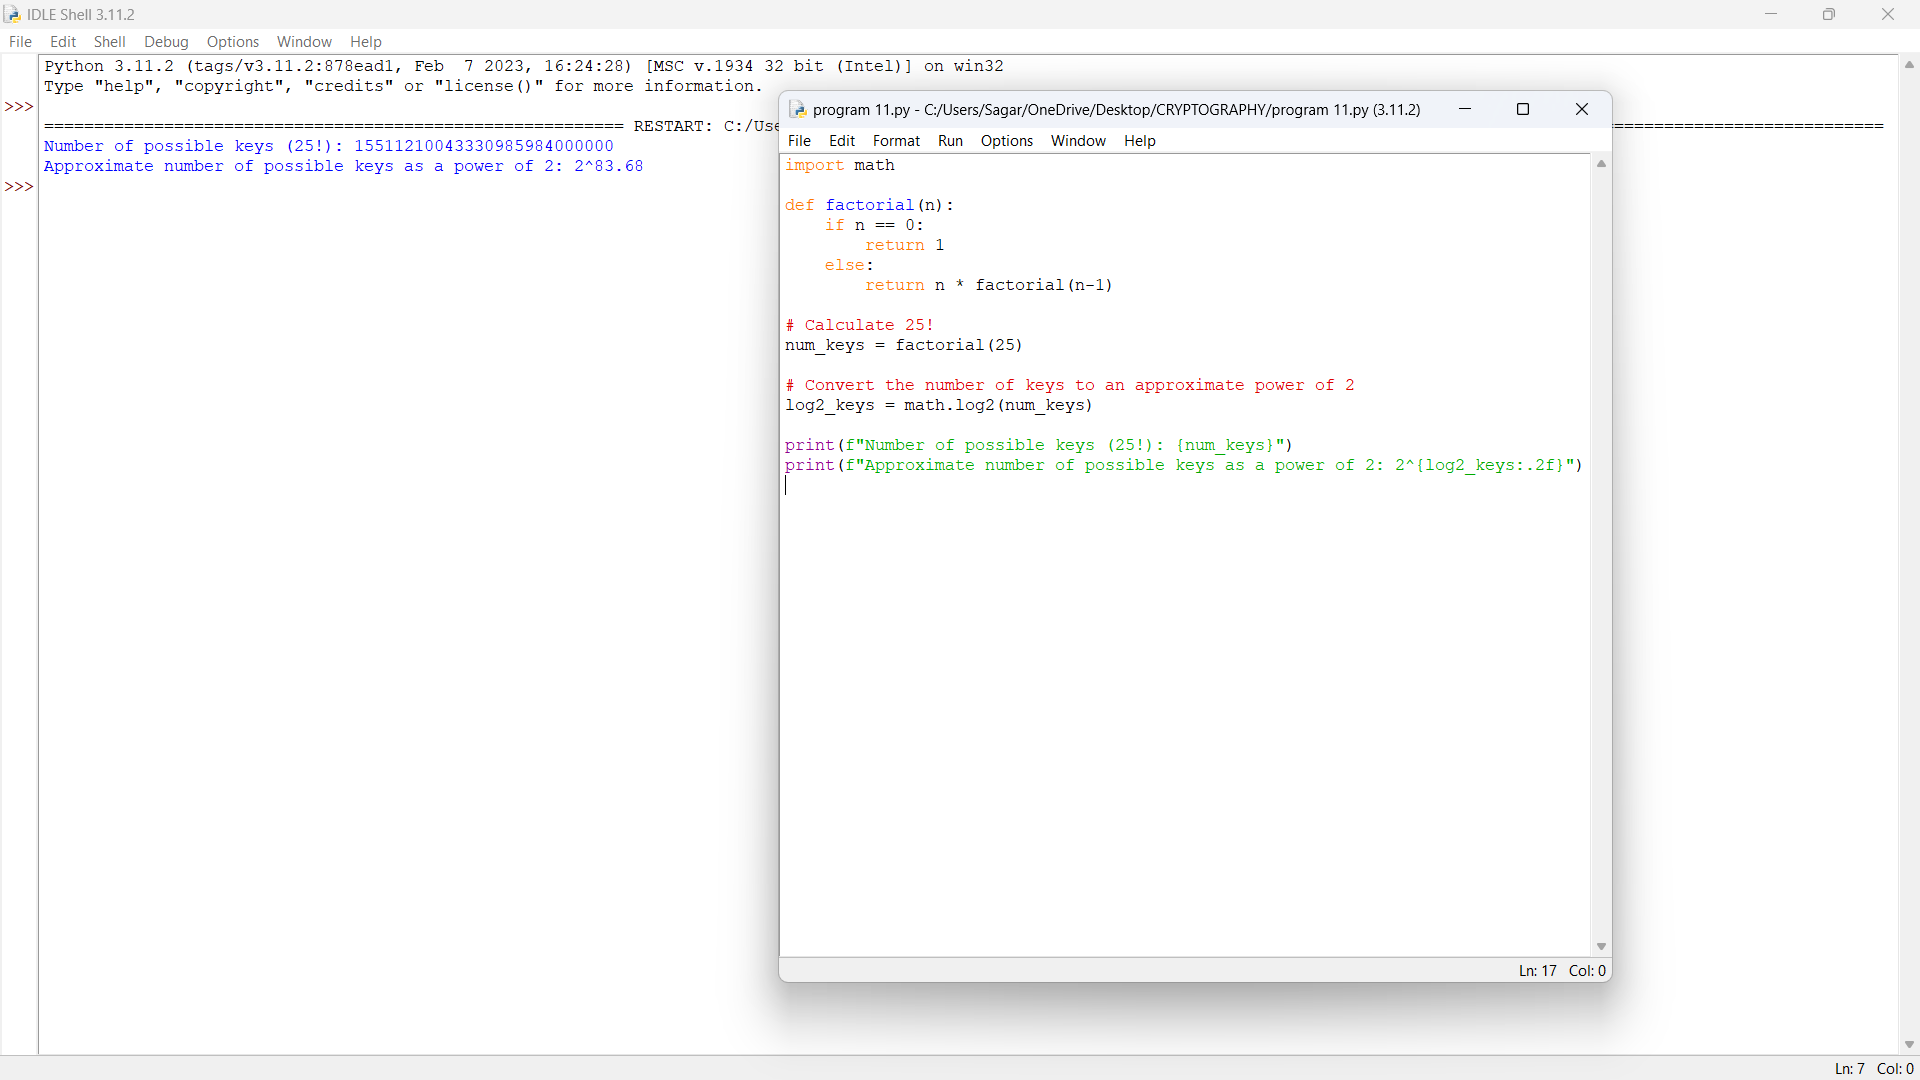 IDLE Shell 3.11.2
File Edit Shell Debug Options Window Help
Python 3.11.2 (tags/v3.11.2:878ead1, Feb  7 2023, 16:24:28) [MSC v.1934 32 bit (Intel)] on win32
Type "help", "copyright", "credits" or "license()" for more information.
>>>
========================================================== RESTART: C:/Use
Number of possible keys (25!): 15511210043330985984000000
Approximate number of possible keys as a power of 2: 2^83.68
>>>
program 11.py - C:/Users/Sagar/OneDrive/Desktop/CRYPTOGRAPHY/program 11.py (3.11.2)
File Edit Format Run Options Window Help
import math
def factorial(n):
    if n == 0:
        return 1
    else:
        return n * factorial(n-1)
# Calculate 25!
num_keys = factorial(25)
# Convert the number of keys to an approximate power of 2
log2_keys = math.log2(num_keys)
print(f"Number of possible keys (25!): {num_keys}")
print(f"Approximate number of possible keys as a power of 2: 2^{log2_keys:.2f}")
Ln: 17 Col: 0
Ln: 7 Col: 0